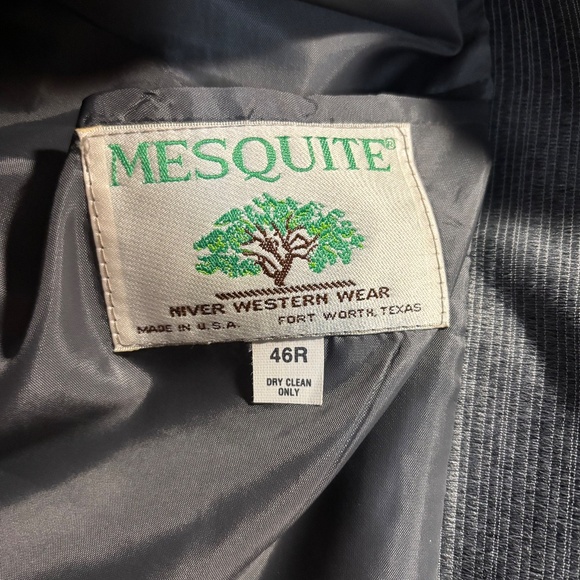 MESQUITE®
NIVER WESTERN WEAR
MADE IN U.S.A. FORT WORTH, TEXAS
46R
DRY CLEAN
ONLY